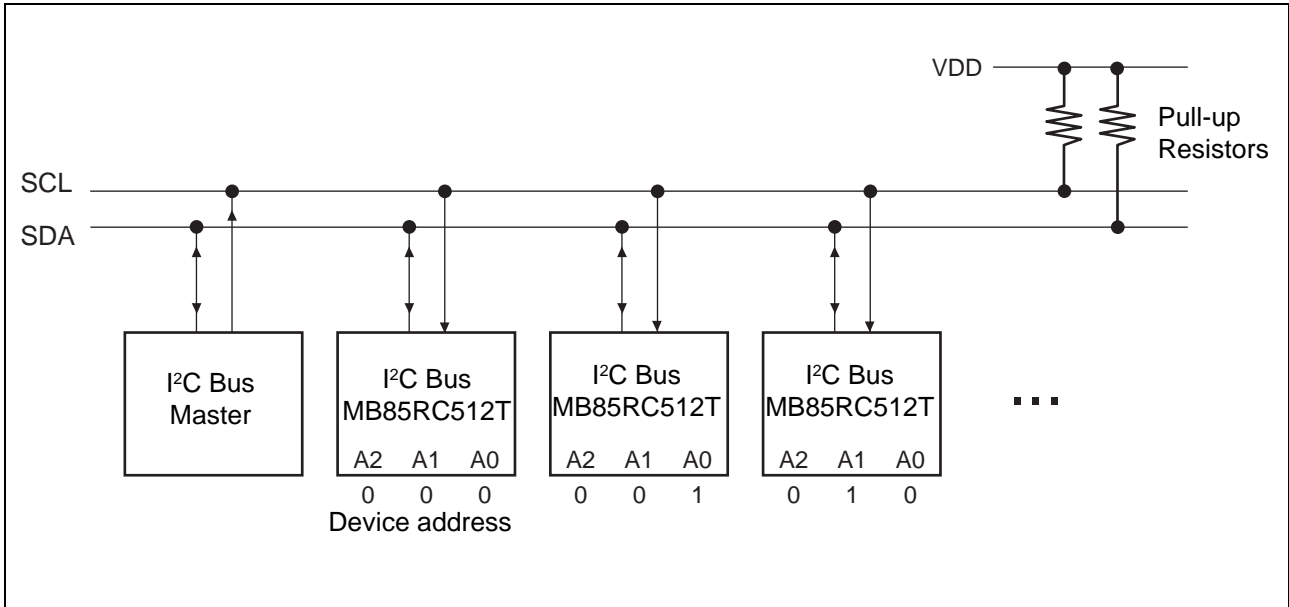 VDD
Pull-up
Resistors
SCL
SDA
I²C Bus
Master
I²C Bus
MB85RC512T
A2 A1 A0
0 0 0
Device address
I²C Bus
MB85RC512T
A2 A1 A0
0 0 1
I²C Bus
MB85RC512T
A2 A1 A0
0 1 0
...